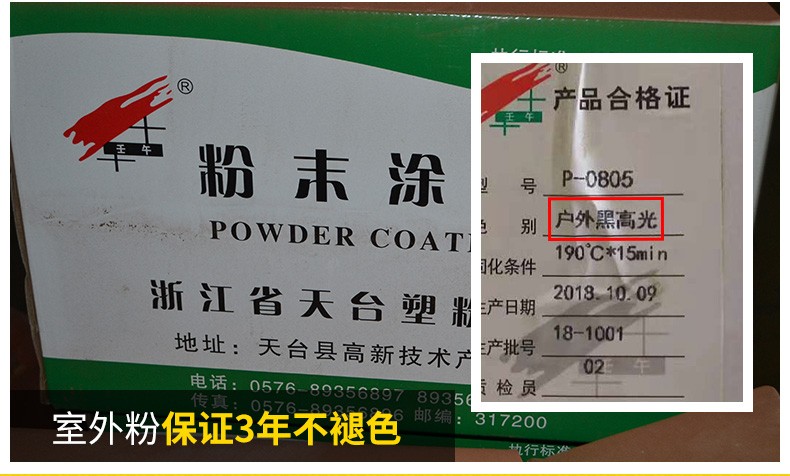 执行标准
®
壬午
粉末涂
POWDER COAT
浙江省天台塑粉
地址：天台县高新技术产
电话：0576-89356897 8935
传真：0576-89356896 邮编：317200
执行标准
®
壬午
产品合格证
型号 P-0805
色别 户外黑高光
固化条件 190℃*15min
生产日期 2018.10.09
生产批号 18-1001
质检员 02
室外粉保证3年不褪色